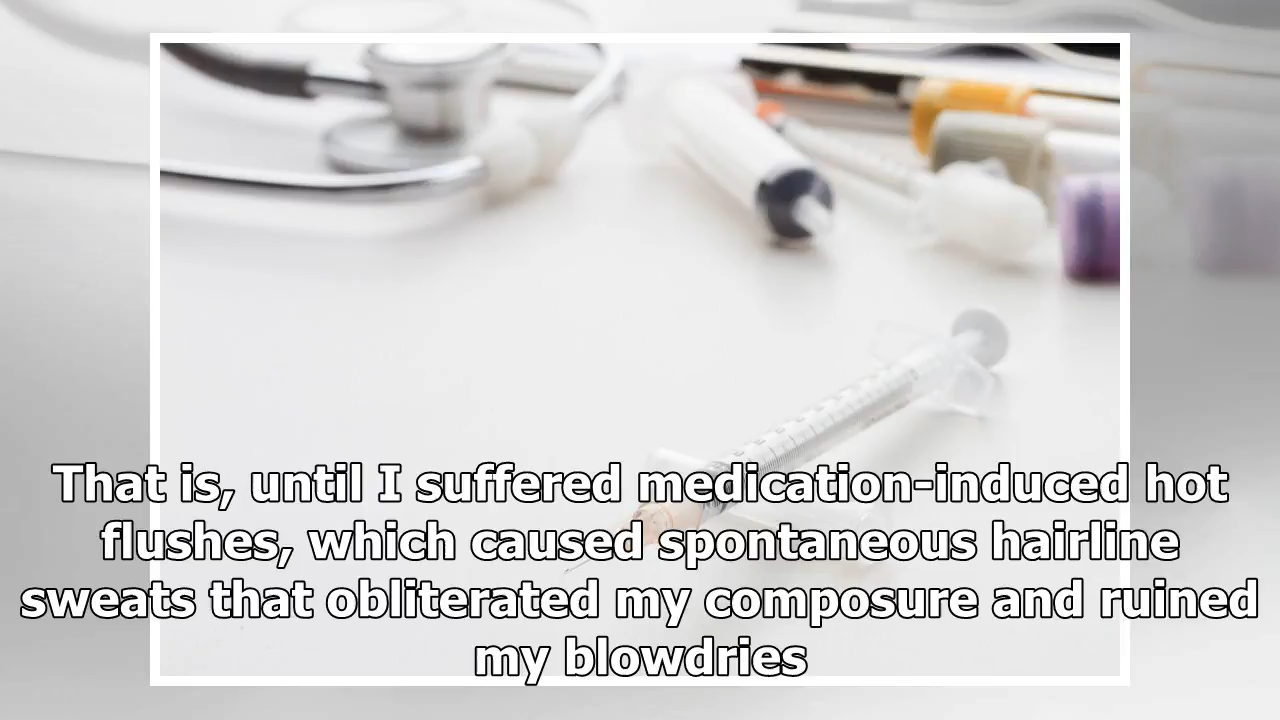 That is, until I suffered medication-induced hot
flushes, which caused spontaneous hairline
sweats that obliterated my composure and ruined
my blowdries